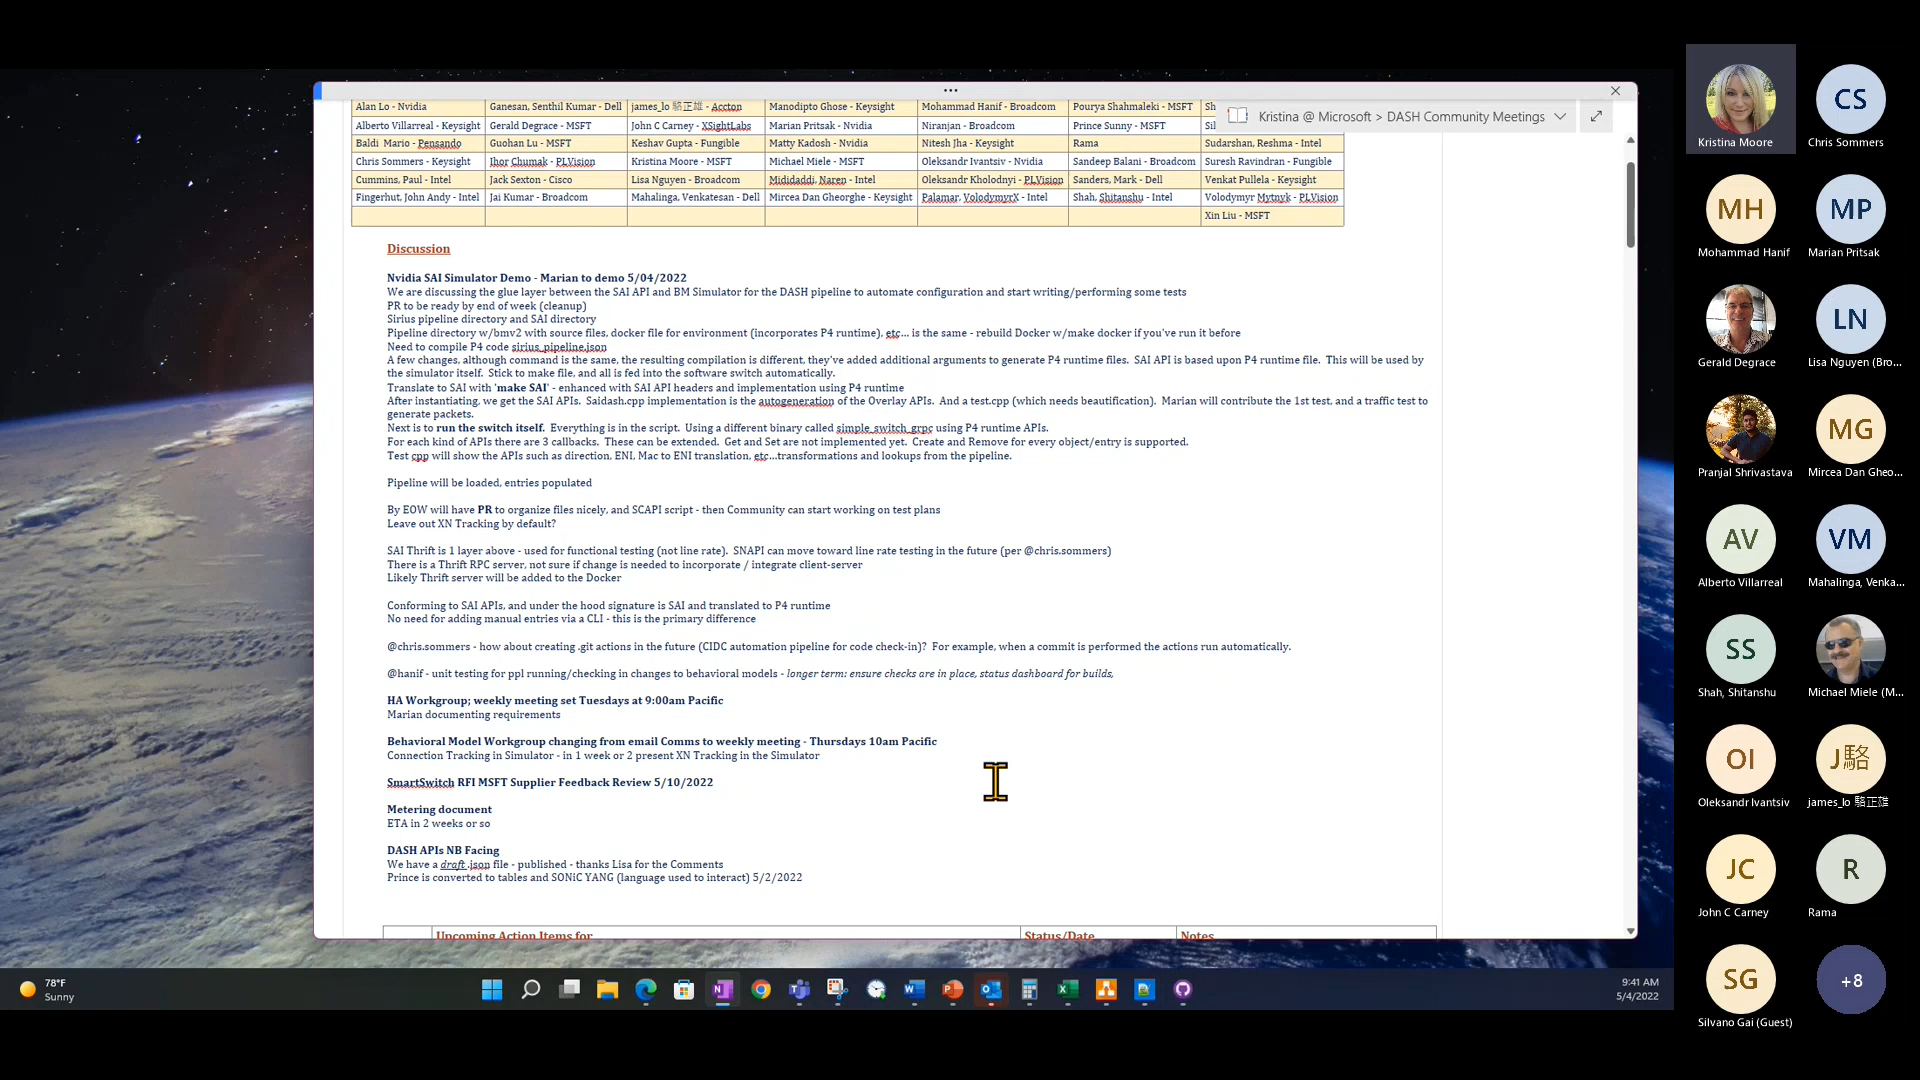 Alan Lo - Nvidia
Ganesan, Senthil Kumar - Dell
james_lo 駱正雄 - Accton
Manodipto Ghose - Keysight
Mohammad Hanif - Broadcom
Pourya Shahmaleki - MSFT
Sh
Kristina @ Microsoft > DASH Community Meetings
Alberto Villarreal - Keysight
Gerald Degrace - MSFT
John C Carney - XSightLabs
Marian Pritsak - Nvidia
Niranjan - Broadcom
Prince Sunny - MSFT
Sil
Baldi Mario - Pensando
Guohan Lu - MSFT
Keshav Gupta - Fungible
Matty Kadosh - Nvidia
Nitesh Jha - Keysight
Rama
Sudarshan, Reshma - Intel
Chris Sommers - Keysight
Ihor Chumak - PLVision
Kristina Moore - MSFT
Michael Miele - MSFT
Oleksandr Ivantsiv - Nvidia
Sandeep Balani - Broadcom
Suresh Ravindran - Fungible
Cummins, Paul - Intel
Jack Sexton - Cisco
Lisa Nguyen - Broadcom
Mididaddi, Naren - Intel
Oleksandr Kholodnyi - PLVision
Sanders, Mark - Dell
Venkat Pullela - Keysight
Fingerhut, John Andy - Intel
Jai Kumar - Broadcom
Mahalinga, Venkatesan - Dell
Mircea Dan Gheorghe - Keysight
Palamar, VolodymyrX - Intel
Shah, Shitanshu - Intel
Volodymyr Mytnyk - PLVision
Xin Liu - MSFT
Discussion
Nvidia SAI Simulator Demo - Marian to demo 5/04/2022
We are discussing the glue layer between the SAI API and BM Simulator for the DASH pipeline to automate configuration and start writing/performing some tests
PR to be ready by end of week (cleanup)
Sirius pipeline directory and SAI directory
Pipeline directory w/bmv2 with source files, docker file for environment (incorporates P4 runtime), etc... is the same - rebuild Docker w/make docker if you've run it before
Need to compile P4 code sirius_pipeline.json
A few changes, although command is the same, the resulting compilation is different, they've added additional arguments to generate P4 runtime files.  SAI API is based upon P4 runtime file.  This will be used by
the simulator itself.  Stick to make file, and all is fed into the software switch automatically.
Translate to SAI with 'make SAI' - enhanced with SAI API headers and implementation using P4 runtime
After instantiating, we get the SAI APIs.  Saidash.cpp implementation is the autogeneration of the Overlay APIs.  And a test.cpp (which needs beautification).  Marian will contribute the 1st test, and a traffic test to
generate packets.
Next is to run the switch itself.  Everything is in the script.  Using a different binary called simple_switch_grpc using P4 runtime APIs.
For each kind of APIs there are 3 callbacks.  These can be extended.  Get and Set are not implemented yet.  Create and Remove for every object/entry is supported.
Test cpp will show the APIs such as direction, ENI, Mac to ENI translation, etc...transformations and lookups from the pipeline.
Pipeline will be loaded, entries populated
By EOW will have PR to organize files nicely, and SCAPI script - then Community can start working on test plans
Leave out XN Tracking by default?
SAI Thrift is 1 layer above - used for functional testing (not line rate).  SNAPI can move toward line rate testing in the future (per @chris.sommers)
There is a Thrift RPC server, not sure if change is needed to incorporate / integrate client-server
Likely Thrift server will be added to the Docker
Conforming to SAI APIs, and under the hood signature is SAI and translated to P4 runtime
No need for adding manual entries via a CLI - this is the primary difference
@chris.sommers - how about creating .git actions in the future (CIDC automation pipeline for code check-in)?  For example, when a commit is performed the actions run automatically.
@hanif - unit testing for ppl running/checking in changes to behavioral models - longer term: ensure checks are in place, status dashboard for builds,
HA Workgroup; weekly meeting set Tuesdays at 9:00am Pacific
Marian documenting requirements
Behavioral Model Workgroup changing from email Comms to weekly meeting - Thursdays 10am Pacific
Connection Tracking in Simulator - in 1 week or 2 present XN Tracking in the Simulator
SmartSwitch RFI MSFT Supplier Feedback Review 5/10/2022
Metering document
ETA in 2 weeks or so
DASH APIs NB Facing
We have a draft .json file - published - thanks Lisa for the Comments
Prince is converted to tables and SONiC YANG (language used to interact) 5/2/2022
Upcoming Action Items for
Status/Date
Notes
78°F
Sunny
9:41 AM
5/4/2022
Kristina Moore
CS
Chris Sommers
MH
Mohammad Hanif
MP
Marian Pritsak
Gerald Degrace
LN
Lisa Nguyen (Bro...
Pranjal Shrivastava
MG
Mircea Dan Gheo...
AV
Alberto Villarreal
VM
Mahalinga, Venka...
SS
Shah, Shitanshu
Michael Miele (M...
OI
Oleksandr Ivantsiv
J駱
james_lo 駱正雄
JC
John C Carney
R
Rama
SG
Silvano Gai (Guest)
+8